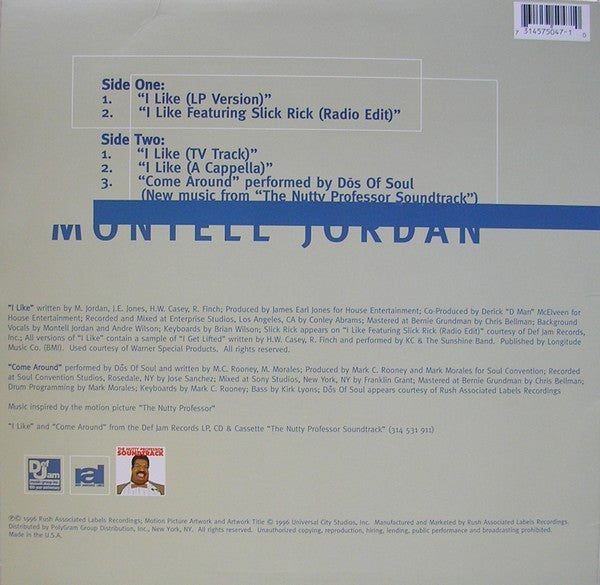 7 314575047-1 0
Side One:
1. "I Like (LP Version)"
2. "I Like Featuring Slick Rick (Radio Edit)"
Side Two:
1. "I Like (TV Track)"
2. "I Like (A Cappella)"
3. "Come Around" performed by Dōs Of Soul
(New music from "The Nutty Professor Soundtrack")
MONTELL JORDAN
"I Like" written by M. Jordan, J.E. Jones, H.W. Casey, R. Finch; Produced by James Earl Jones for House Entertainment; Co-Produced by Derick "D Man" McElveen for
House Entertainment; Recorded and Mixed at Enterprise Studios, Los Angeles, CA by Conley Abrams; Mastered at Bernie Grundman by Chris Bellman; Background
Vocals by Montell Jordan and Andre Wilson; Keyboards by Brian Wilson; Slick Rick appears on "I Like Featuring Slick Rick (Radio Edit)" courtesy of Def Jam Records,
Inc.; All versions of "I Like" contain a sample of "I Get Lifted" written by H.W. Casey, R. Finch and performed by KC & The Sunshine Band. Published by Longitude
Music Co. (BMI). Used courtesy of Warner Special Products. All rights reserved.
"Come Around" performed by Dōs Of Soul and written by M.C. Rooney, M. Morales; Produced by Mark C. Rooney and Mark Morales for Soul Convention; Recorded
at Soul Convention Studios, Rosedale, NY by Jose Sanchez; Mixed at Sony Studios, New York, NY by Franklin Grant; Mastered at Bernie Grundman by Chris Bellman;
Drum Programming by Mark Morales; Keyboards by Mark C. Rooney; Bass by Kirk Lyons; Dōs Of Soul appears courtesy of Rush Associated Labels Recordings
Music inspired by the motion picture "The Nutty Professor"
"I Like" and "Come Around" from the Def Jam Records LP, CD & Cassette "The Nutty Professor Soundtrack" (314 531 911)
Def Jam
ral
THE NUTTY PROFESSOR
SOUNDTRACK
℗© 1996 Rush Associated Labels Recordings; Motion Picture Artwork and Artwork Title © 1996 Universal City Studios, Inc. Manufactured and Marketed by Rush Associated Labels Recordings.
Distributed by PolyGram Group Distribution, Inc., New York, NY. All rights reserved. Unauthorized copying, reproduction, hiring, lending, public performance and broadcasting prohibited.
Made in the U.S.A.